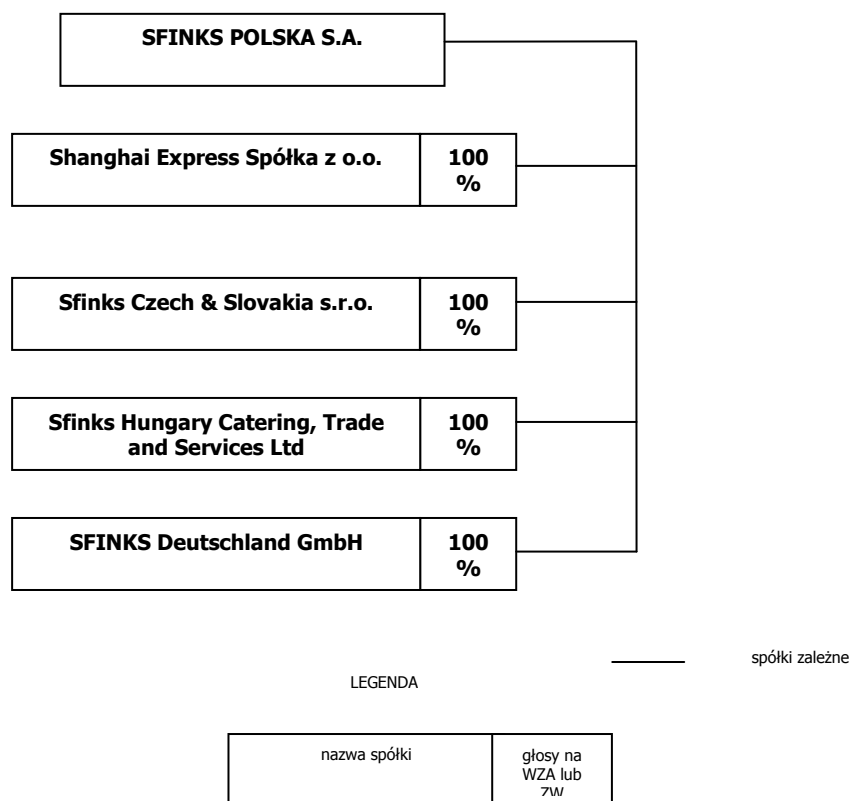 SFINKS POLSKA S.A.
Shanghai Express Spółka z o.o.
100
%
Sfinks Czech & Slovakia s.r.o.
100
%
Sfinks Hungary Catering, Trade
and Services Ltd
100
%
SFINKS Deutschland GmbH
100
%
spółki zależne
LEGENDA
nazwa spółki
głosy na
WZA lub
ZW